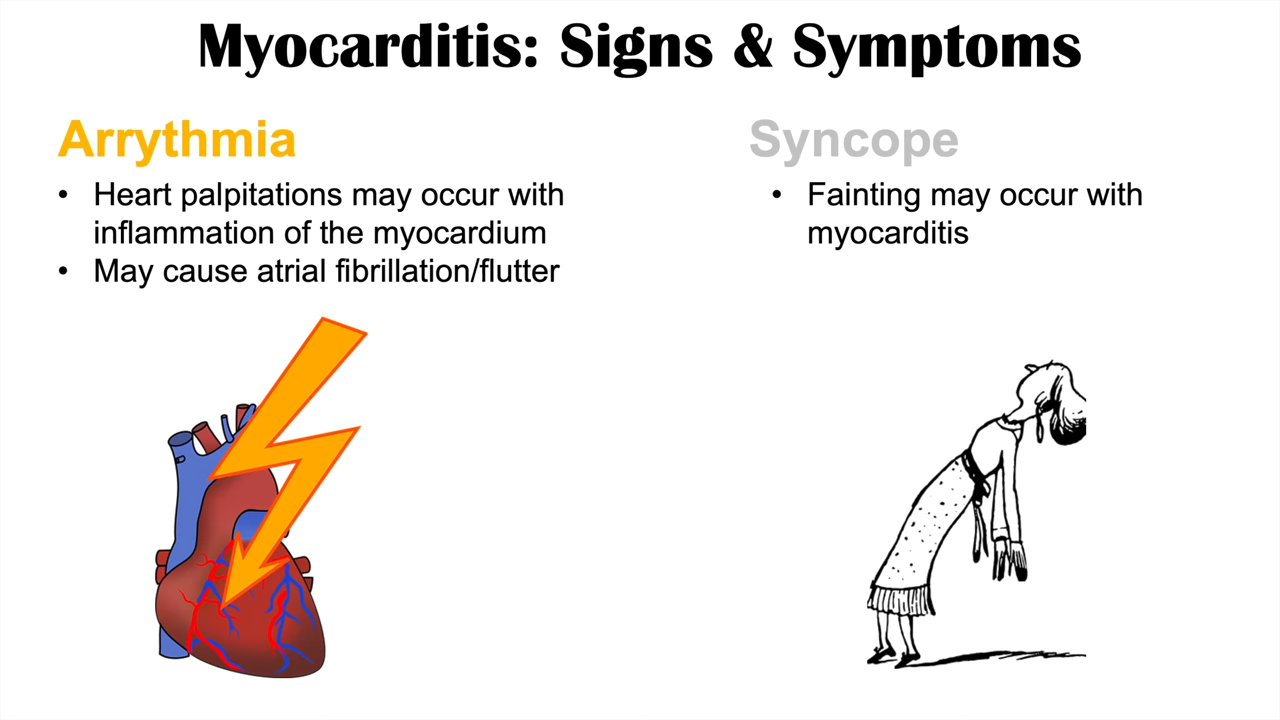 Myocarditis: Signs & Symptoms
Arrythmia
• Heart palpitations may occur with
inflammation of the myocardium
• May cause atrial fibrillation/flutter
Syncope
• Fainting may occur with
myocarditis